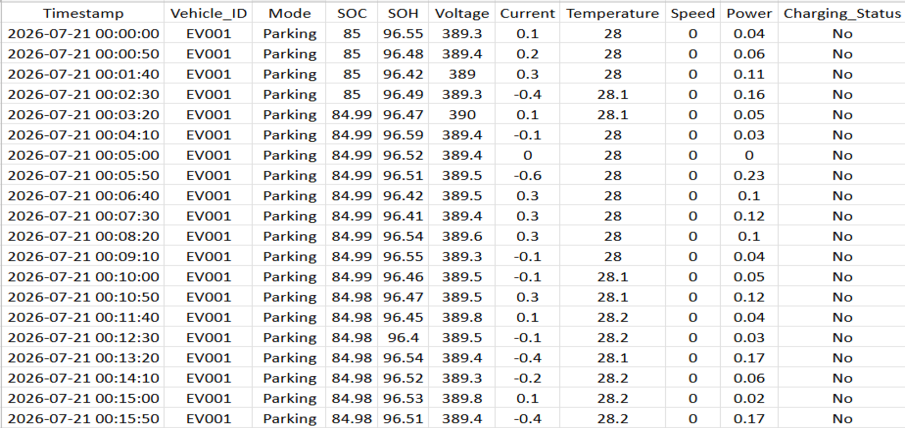 Timestamp Vehicle_ID Mode SOC SOH Voltage Current Temperature Speed Power Charging_Status
2026-07-21 00:00:00 EV001 Parking 85 96.55 389.3 0.1 28 0 0.04 No
2026-07-21 00:00:50 EV001 Parking 85 96.48 389.4 0.2 28 0 0.06 No
2026-07-21 00:01:40 EV001 Parking 85 96.42 389 0.3 28 0 0.11 No
2026-07-21 00:02:30 EV001 Parking 85 96.49 389.3 -0.4 28.1 0 0.16 No
2026-07-21 00:03:20 EV001 Parking 84.99 96.47 390 0.1 28.1 0 0.05 No
2026-07-21 00:04:10 EV001 Parking 84.99 96.59 389.4 -0.1 28 0 0.03 No
2026-07-21 00:05:00 EV001 Parking 84.99 96.52 389.4 0 28 0 0 No
2026-07-21 00:05:50 EV001 Parking 84.99 96.51 389.5 -0.6 28 0 0.23 No
2026-07-21 00:06:40 EV001 Parking 84.99 96.42 389.5 0.3 28 0 0.1 No
2026-07-21 00:07:30 EV001 Parking 84.99 96.41 389.4 0.3 28 0 0.12 No
2026-07-21 00:08:20 EV001 Parking 84.99 96.54 389.6 0.3 28 0 0.1 No
2026-07-21 00:09:10 EV001 Parking 84.99 96.55 389.3 -0.1 28 0 0.04 No
2026-07-21 00:10:00 EV001 Parking 84.99 96.46 389.5 -0.1 28.1 0 0.05 No
2026-07-21 00:10:50 EV001 Parking 84.98 96.47 389.5 0.3 28.1 0 0.12 No
2026-07-21 00:11:40 EV001 Parking 84.98 96.45 389.8 0.1 28.2 0 0.04 No
2026-07-21 00:12:30 EV001 Parking 84.98 96.4 389.5 -0.1 28.2 0 0.03 No
2026-07-21 00:13:20 EV001 Parking 84.98 96.54 389.4 -0.4 28.1 0 0.17 No
2026-07-21 00:14:10 EV001 Parking 84.98 96.52 389.3 -0.2 28.2 0 0.06 No
2026-07-21 00:15:00 EV001 Parking 84.98 96.53 389.8 0.1 28.2 0 0.02 No
2026-07-21 00:15:50 EV001 Parking 84.98 96.51 389.4 -0.4 28.2 0 0.17 No